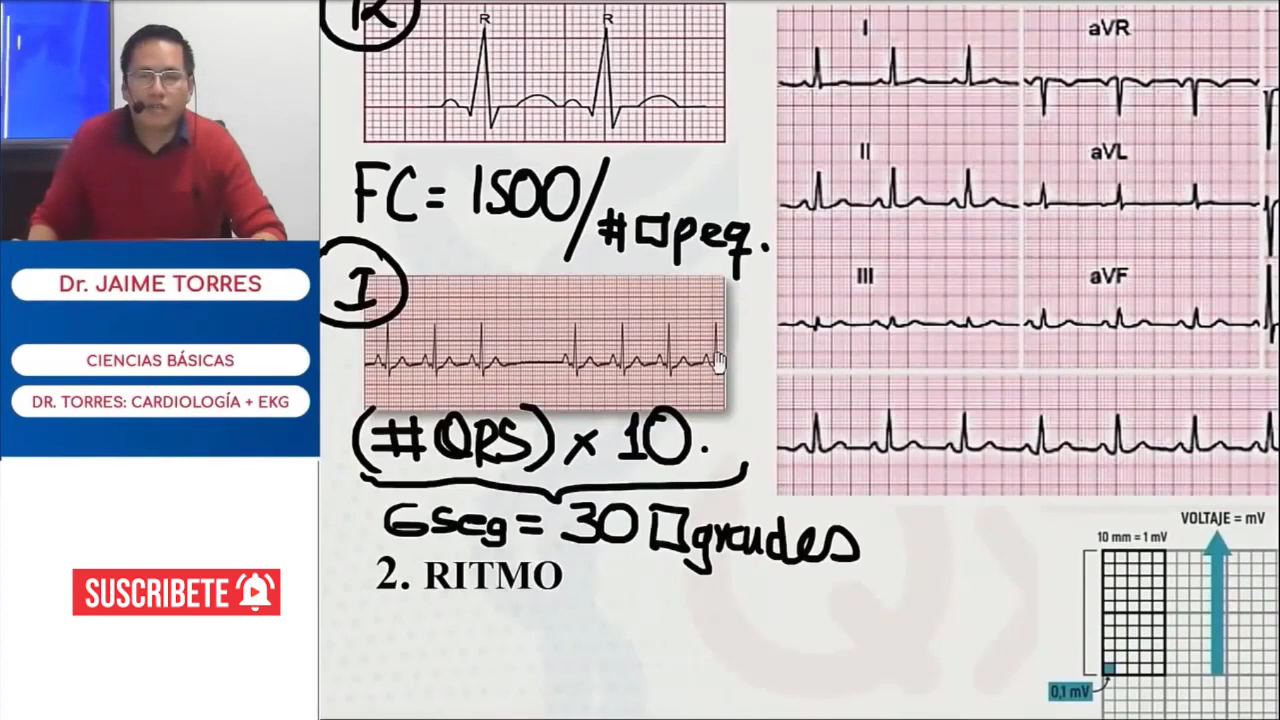 R
R R
FC = 1500/# □ peq.
I
(# QRS) x 10.
6seg = 30 □ grandes
2. RITMO
Dr. JAIME TORRES
CIENCIAS BÁSICAS
DR. TORRES: CARDIOLOGÍA + EKG
SUSCRIBETE
I aVR
II aVL
III aVF
VOLTAJE = mV
10 mm = 1 mV
0,1 mV